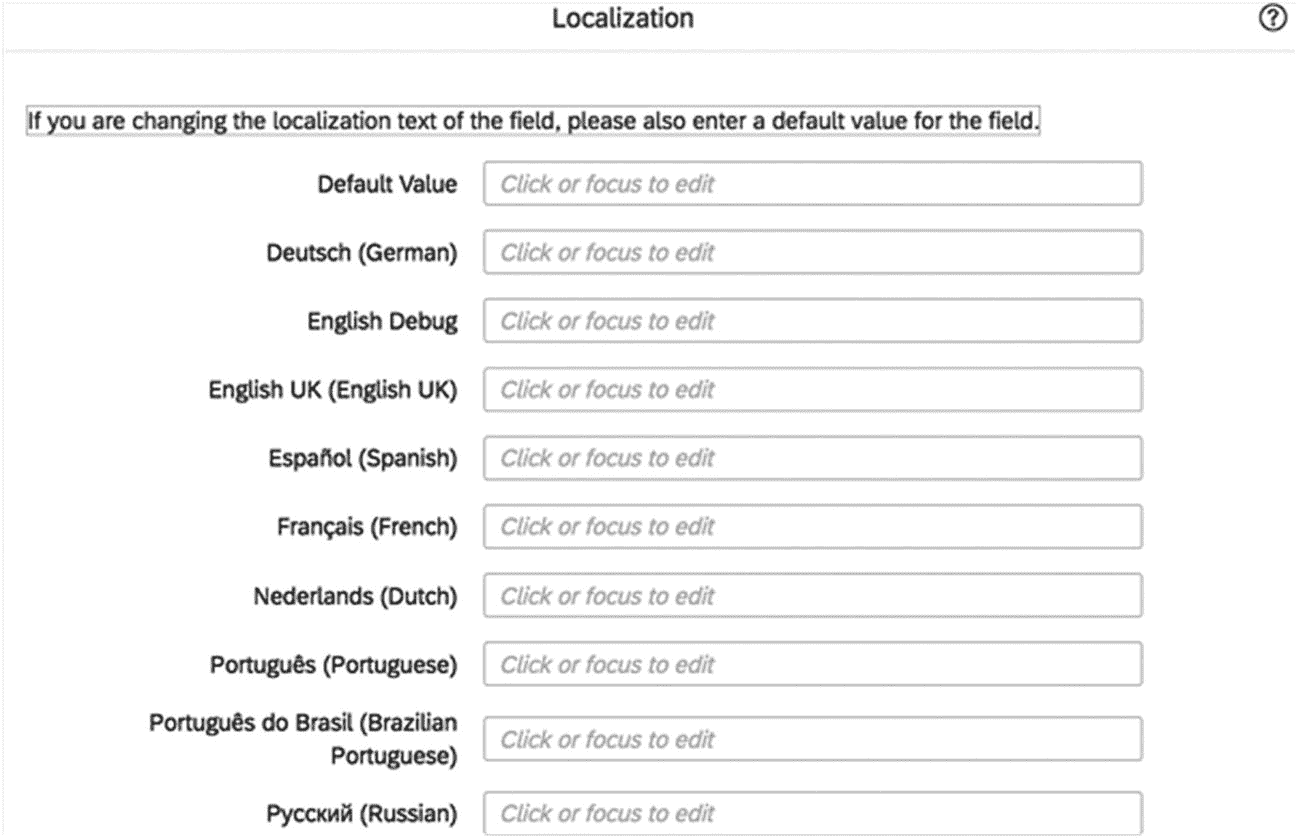 Localization
?
If you are changing the localization text of the field, please also enter a default value for the field.
Default Value Click or focus to edit
Deutsch (German) Click or focus to edit
English Debug Click or focus to edit
English UK (English UK) Click or focus to edit
Español (Spanish) Click or focus to edit
Français (French) Click or focus to edit
Nederlands (Dutch) Click or focus to edit
Português (Portuguese) Click or focus to edit
Português do Brasil (Brazilian
Portuguese) Click or focus to edit
Русский (Russian) Click or focus to edit